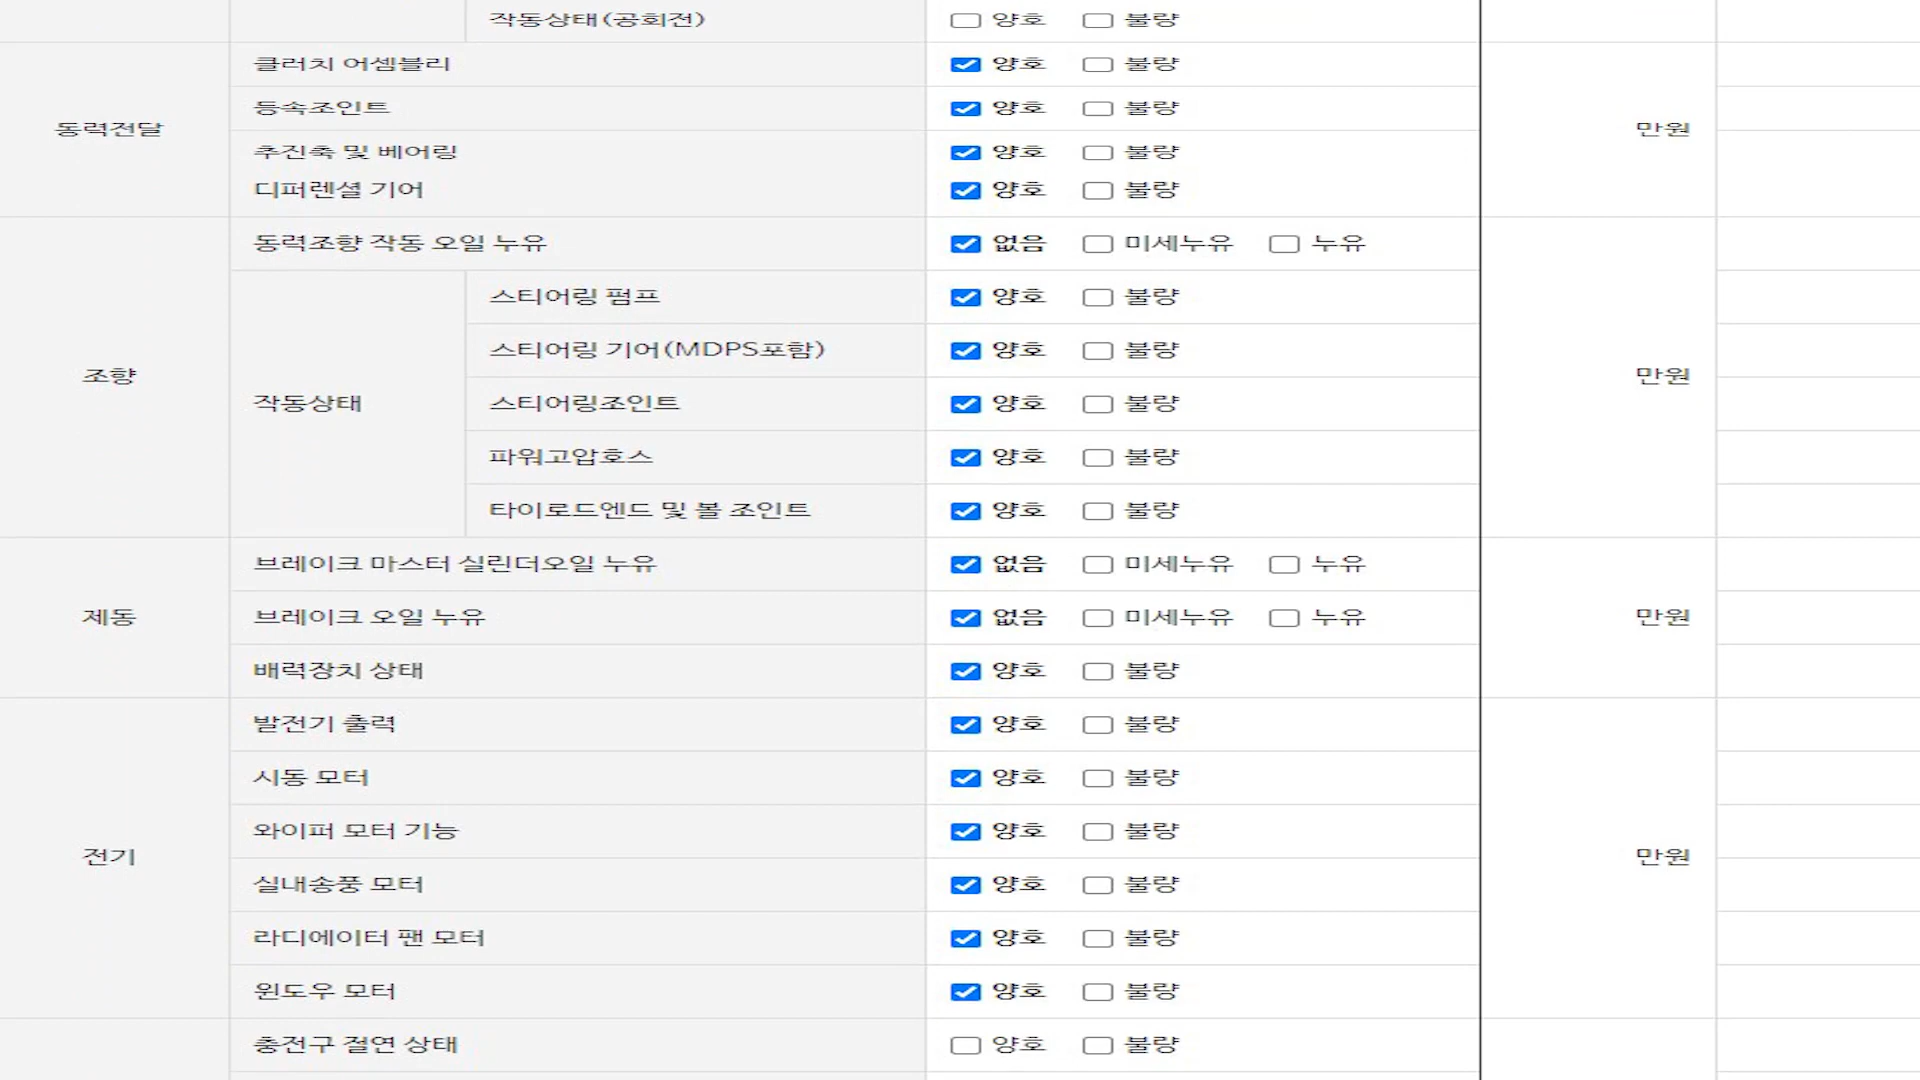 작동상태(공회전) 양호 불량
클러치 어셈블리 양호 불량
등속조인트 양호 불량
동력전달 만원
추진축 및 베어링 양호 불량
디퍼렌셜 기어 양호 불량
동력조향 작동 오일 누유 없음 미세누유 누유
스티어링 펌프 양호 불량
스티어링 기어(MDPS포함) 양호 불량
조향 만원
작동상태 스티어링조인트 양호 불량
파워고압호스 양호 불량
타이로드엔드 및 볼 조인트 양호 불량
브레이크 마스터 실린더오일 누유 없음 미세누유 누유
제동 브레이크 오일 누유 없음 미세누유 누유 만원
배력장치 상태 양호 불량
발전기 출력 양호 불량
시동 모터 양호 불량
와이퍼 모터 기능 양호 불량
전기 만원
실내송풍 모터 양호 불량
라디에이터 팬 모터 양호 불량
윈도우 모터 양호 불량
충전구 절연 상태 양호 불량